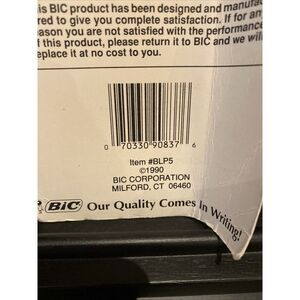 is BIC product has been designed and manufac
red to give you complete satisfaction. If for any
eason you are not satisfied with the performance
of this product, please return it to BIC and we will
eplace it at no cost to you.
0 70330 90837 6
Item #BLP5
©1990
BIC CORPORATION
MILFORD, CT 06460
BIC Our Quality Comes In Writing!